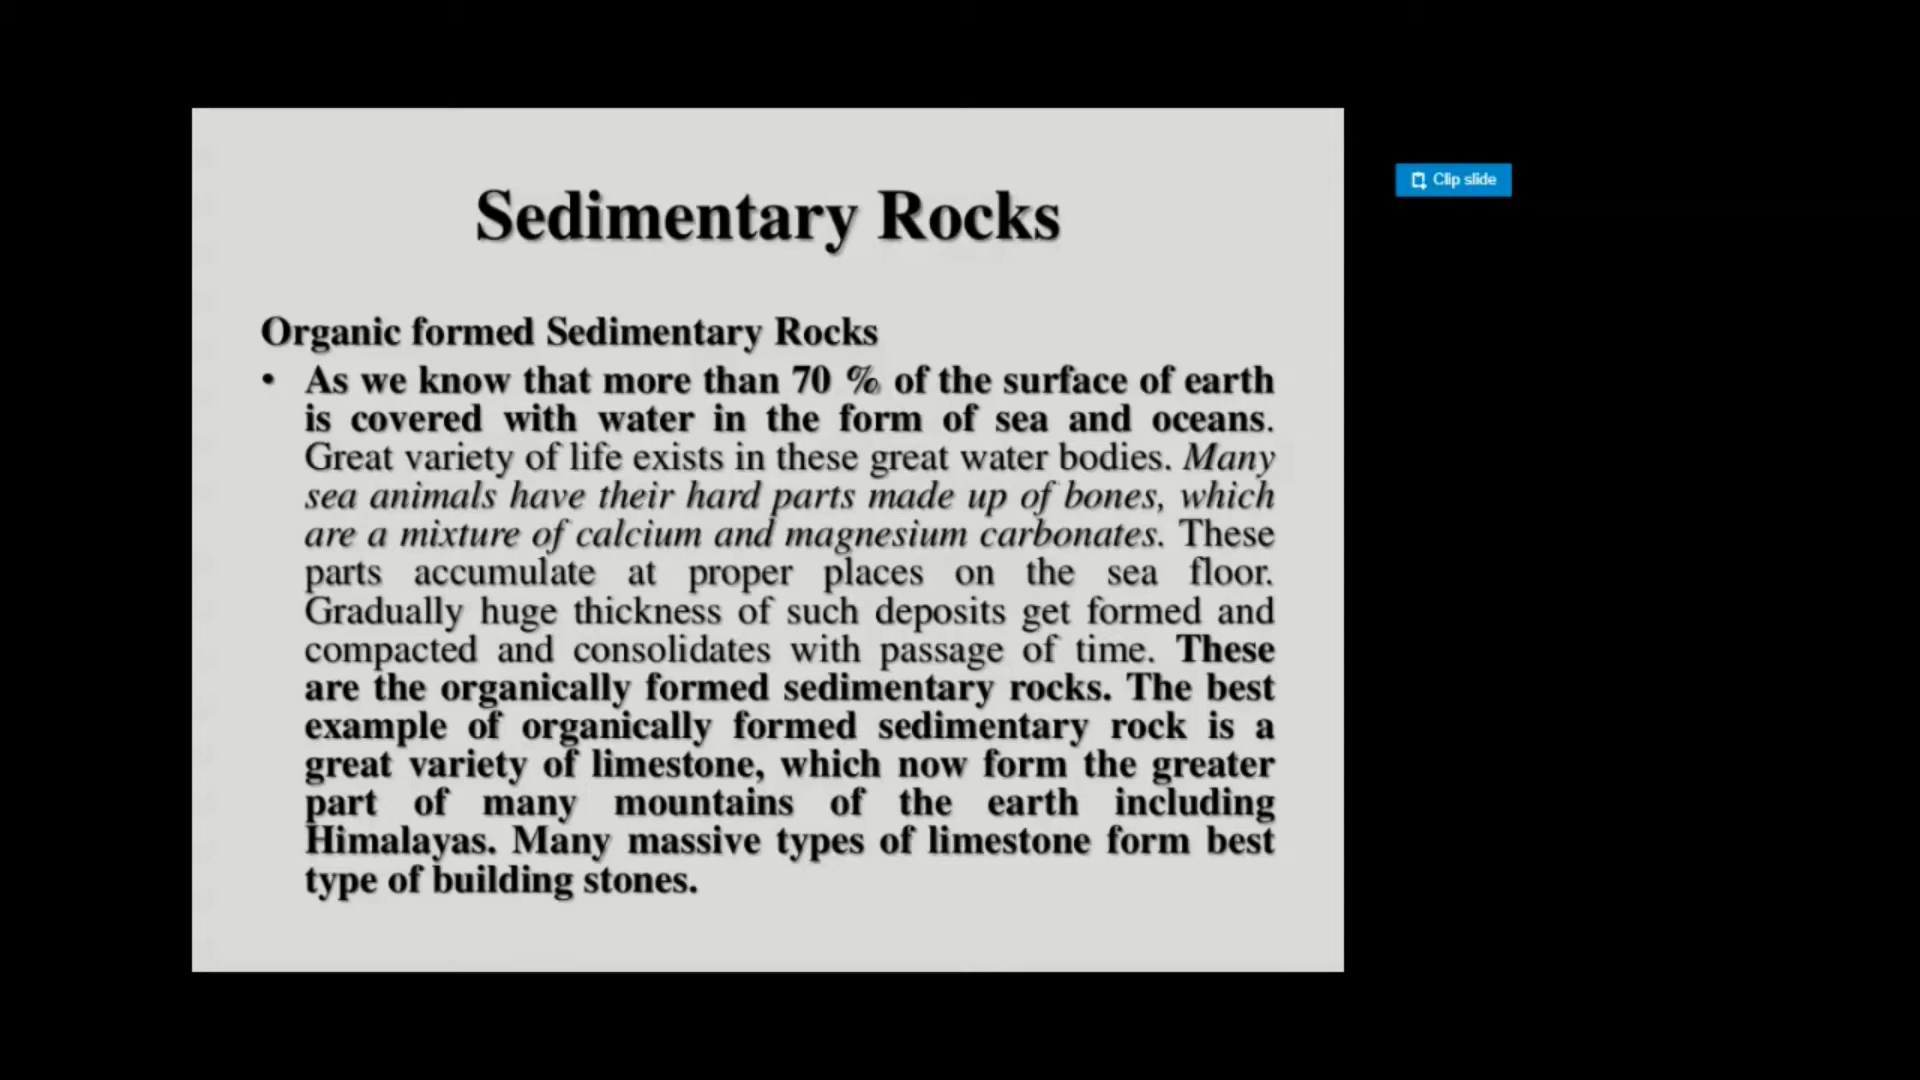 Sedimentary Rocks
Clip slide
Organic formed Sedimentary Rocks
• As we know that more than 70 % of the surface of earth
is covered with water in the form of sea and oceans.
Great variety of life exists in these great water bodies. Many
sea animals have their hard parts made up of bones, which
are a mixture of calcium and magnesium carbonates. These
parts accumulate at proper places on the sea floor.
Gradually huge thickness of such deposits get formed and
compacted and consolidates with passage of time. These
are the organically formed sedimentary rocks. The best
example of organically formed sedimentary rock is a
great variety of limestone, which now form the greater
part of many mountains of the earth including
Himalayas. Many massive types of limestone form best
type of building stones.